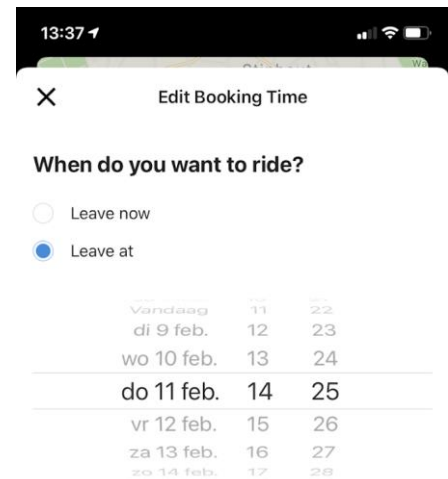 13:37
Edit Booking Time
When do you want to ride?
Leave now
Leave at
Vandaag 11 22
di 9 feb. 12 23
wo 10 feb. 13 24
do 11 feb. 14 25
vr 12 feb. 15 26
za 13 feb. 16 27
zo 14 feb. 17 28